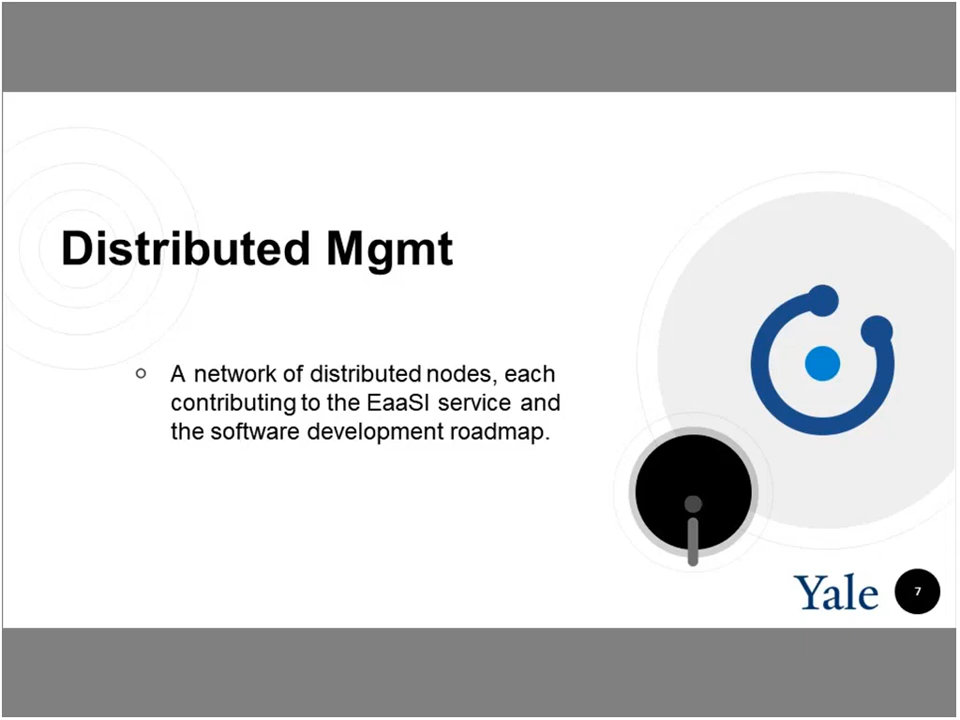 Distributed Mgmt
A network of distributed nodes, each
contributing to the EaaSI service and
the software development roadmap.
Yale
7